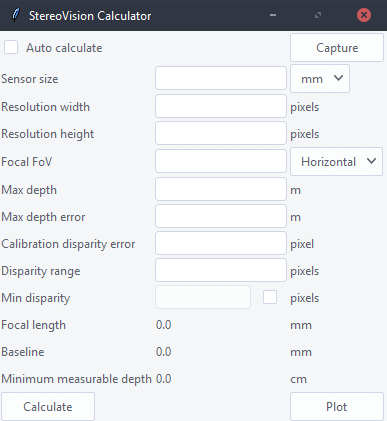 StereoVision Calculator
Auto calculate Capture
Sensor size mm
Resolution width pixels
Resolution height pixels
Focal FoV Horizontal
Max depth m
Max depth error m
Calibration disparity error pixel
Disparity range pixels
Min disparity pixels
Focal length 0.0 mm
Baseline 0.0 mm
Minimum measurable depth 0.0 cm
Calculate Plot